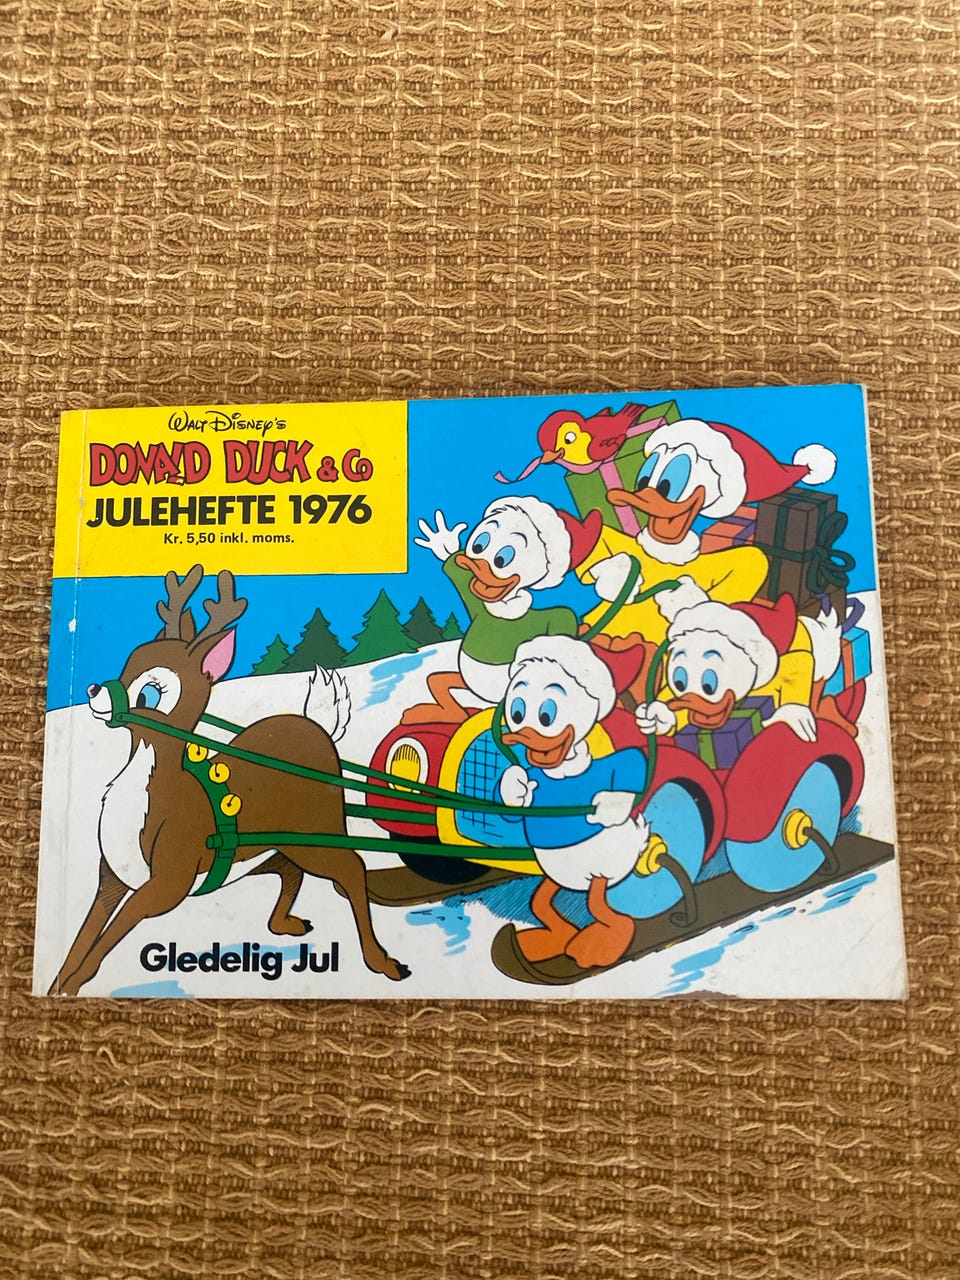 WALT DISNEY'S
DONALD DUCK & Co
JULEHEFTE 1976
Kr. 5,50 inkl. moms.
Gledelig Jul